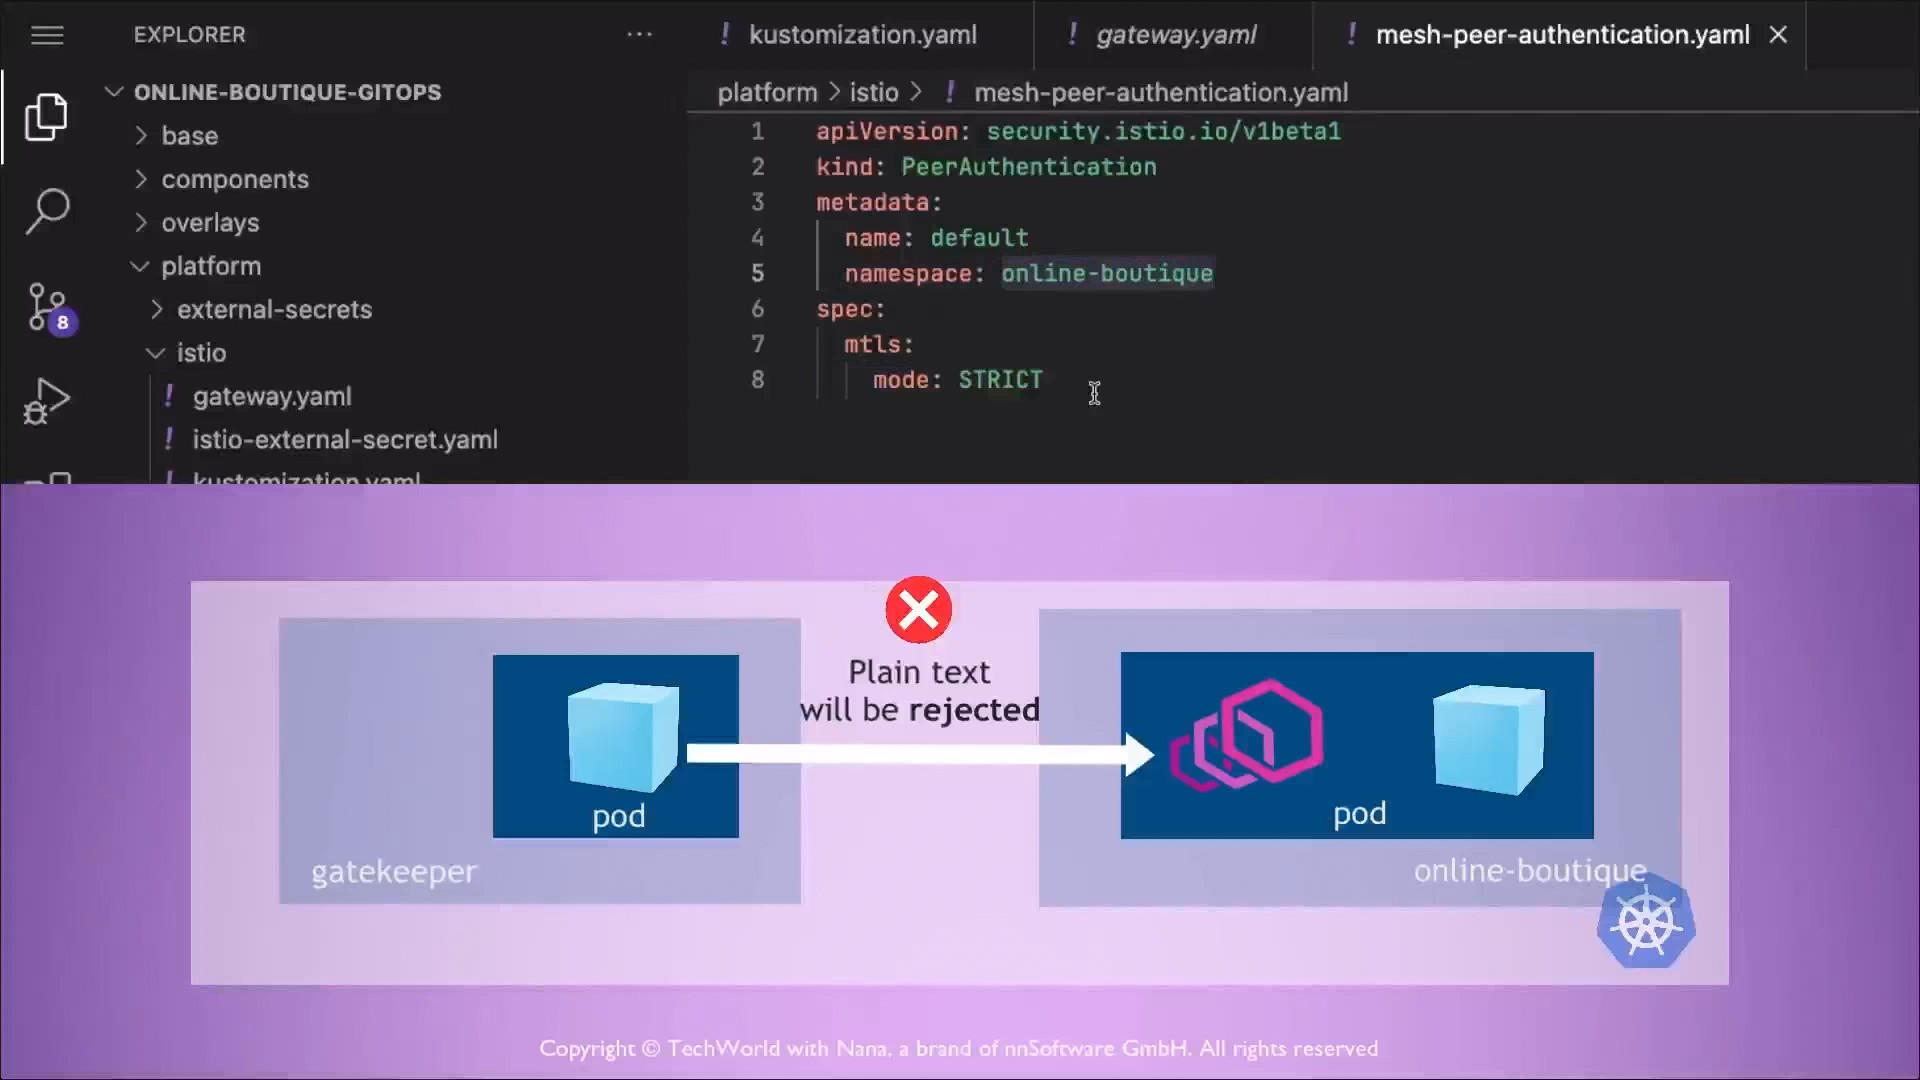 EXPLORER
ONLINE-BOUTIQUE-GITOPS
base
components
overlays
platform
external-secrets
istio
gateway.yaml
istio-external-secret.yaml
kustomization.yaml
8
! kustomization.yaml
! gateway.yaml
! mesh-peer-authentication.yaml
platform > istio > ! mesh-peer-authentication.yaml
1 apiVersion: security.istio.io/v1beta1
2 kind: PeerAuthentication
3 metadata:
4 name: default
5 namespace: online-boutique
6 spec:
7 mtls:
8 mode: STRICT
Plain text
will be rejected
pod
gatekeeper
pod
online-boutique
Copyright © TechWorld with Nana, a brand of nnSoftware GmbH. All rights reserved